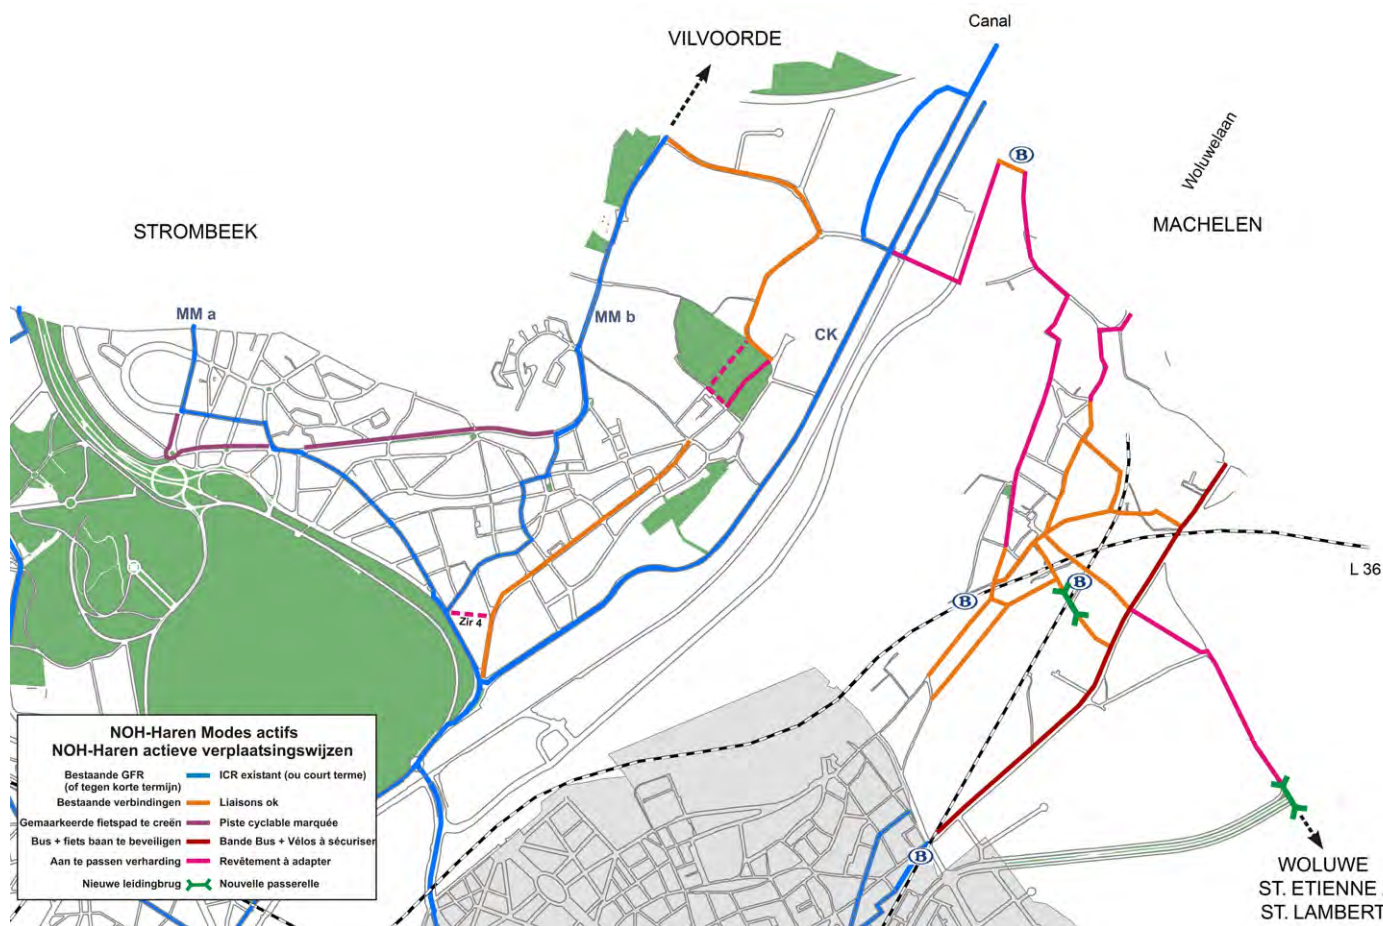 Canal
VILVOORDE
Woluwelaan
B
STROMBEEK
MACHELEN
MM a
MM b
CK
L 36
B
B
Zir 4
NOH-Haren Modes actifs
NOH-Haren actieve verplaatsingswijzen
Bestaande GFR
(of tegen korte termijn)
ICR existant (ou court terme)
Bestaande verbindingen
Liaisons ok
Gemaarkeerde fietspad te creën
Piste cyclable marquée
Bus + fiets baan te beveiligen
Bande Bus + Vélos à sécuriser
Aan te passen verharding
Revêtement à adapter
Nieuwe leidingbrug
Nouvelle passerelle
B
WOLUWE
ST. ETIENNE
ST. LAMBERT